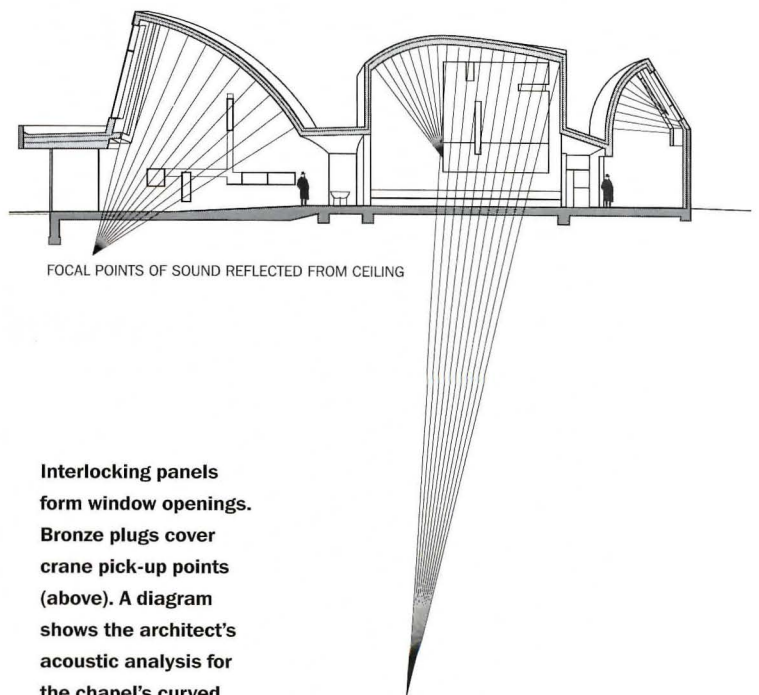 FOCAL POINTS OF SOUND REFLECTED FROM CEILING
Interlocking panels
form window openings.
Bronze plugs cover
crane pick-up points
(above). A diagram
shows the architect's
acoustic analysis for
the chapel's curved